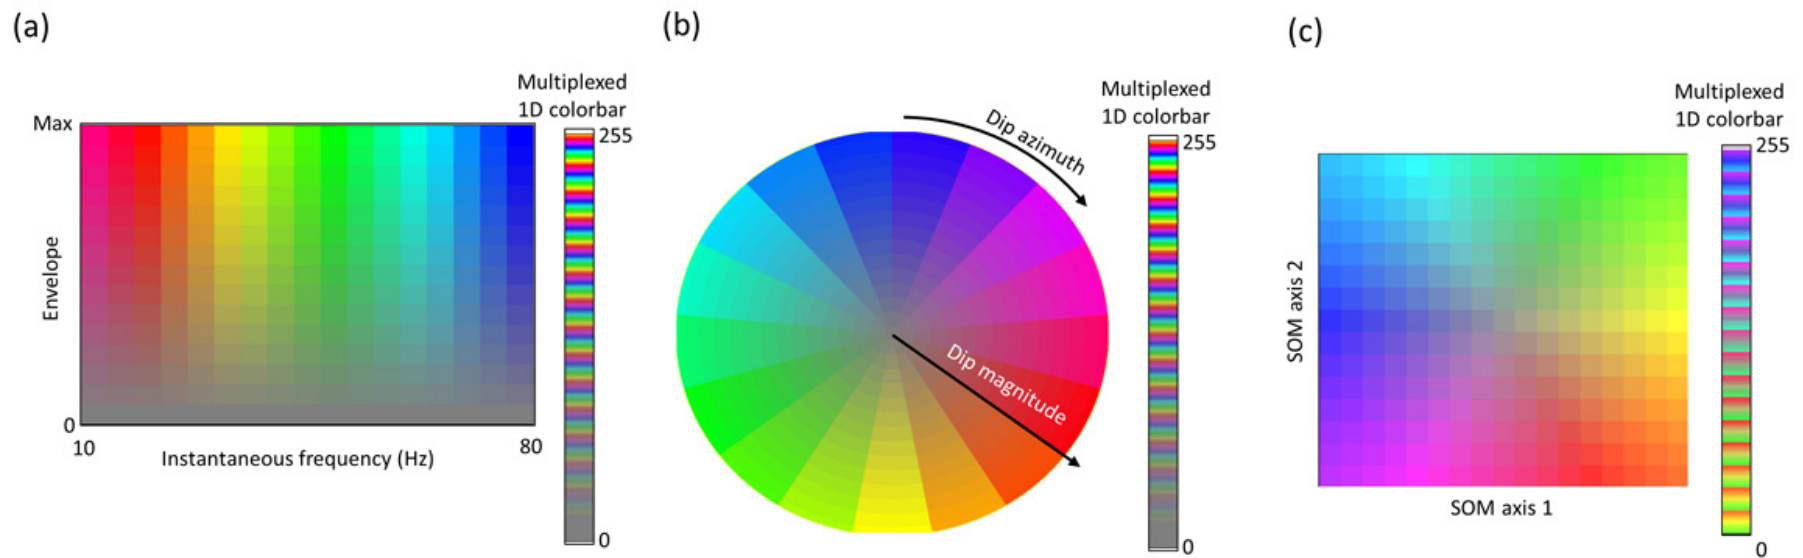 (a)
Multiplexed
1D colorbar
Max
255
Envelope
0
10
80
Instantaneous frequency (Hz)
0
(b)
Multiplexed
1D colorbar
Dip azimuth
255
Dip magnitude
0
(c)
Multiplexed
1D colorbar
255
SOM axis 2
SOM axis 1
0